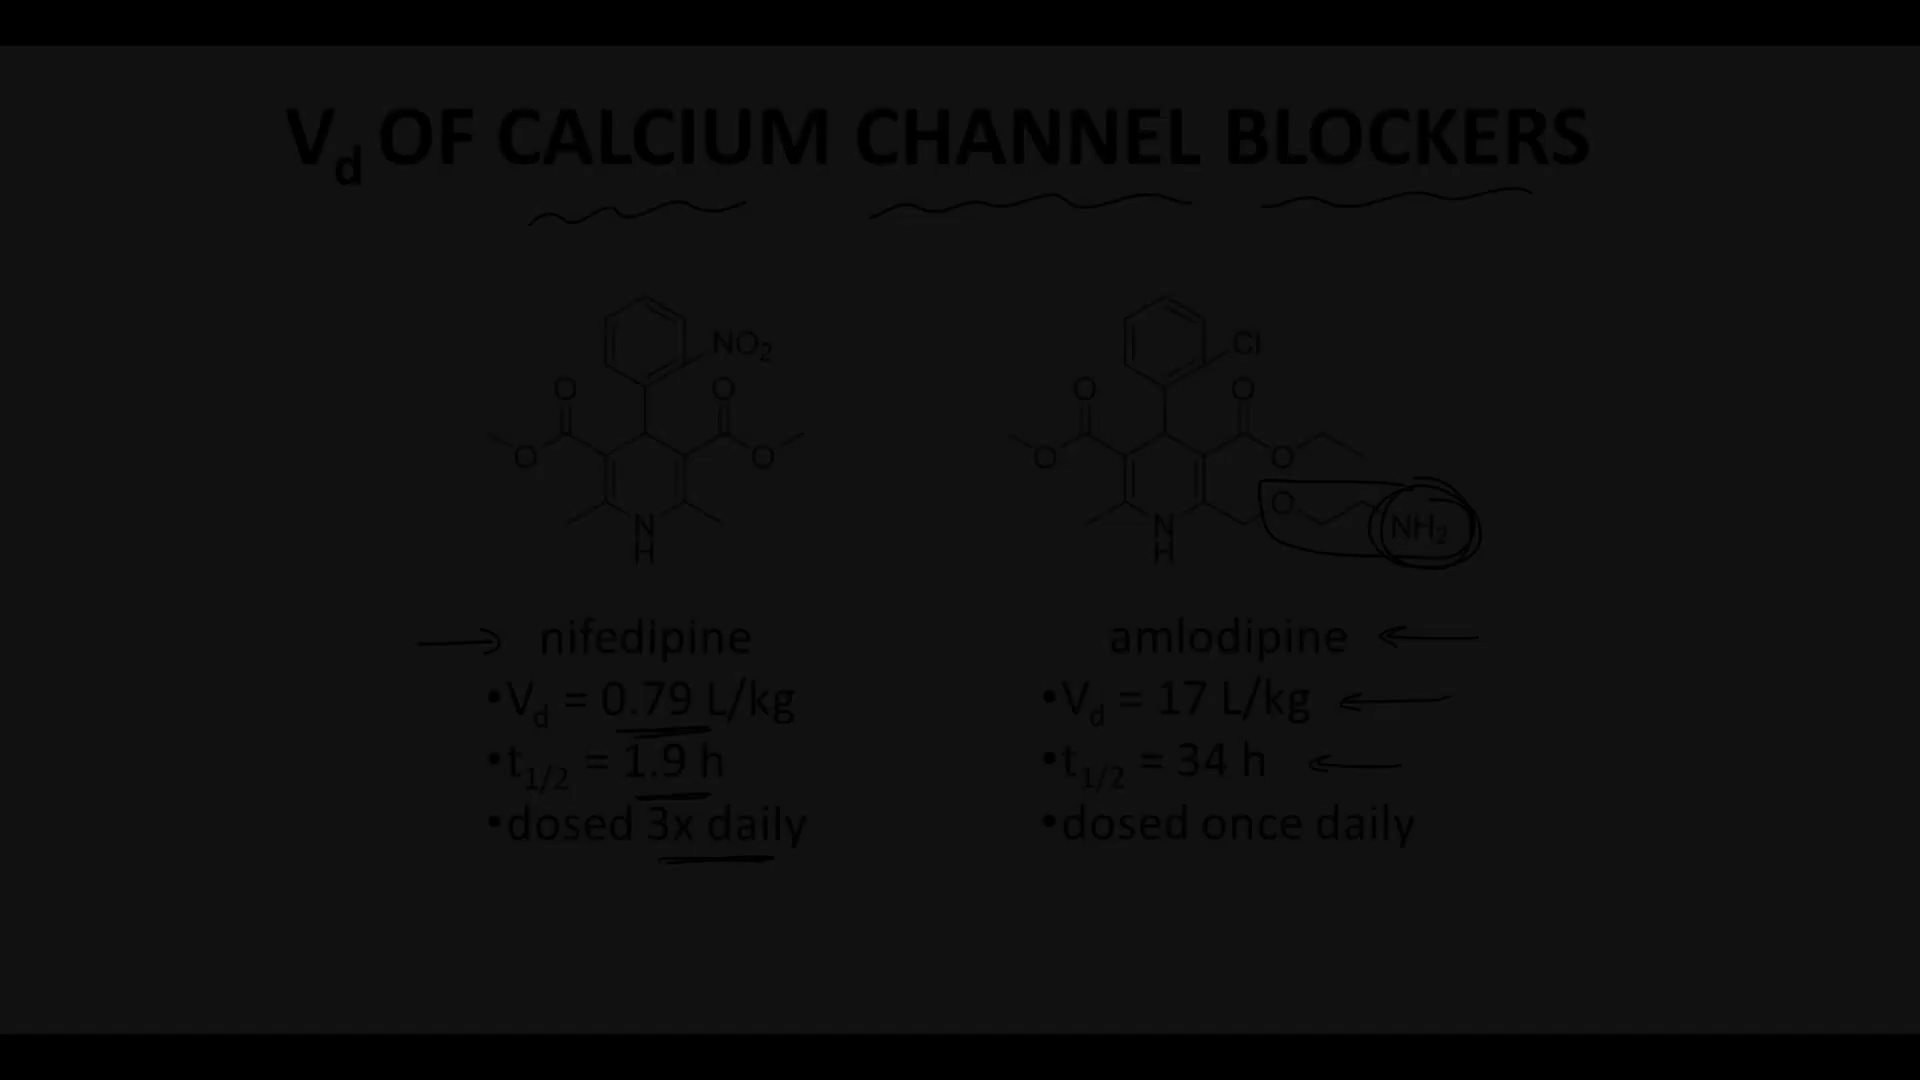 Vd OF CALCIUM CHANNEL BLOCKERS
NO2
O
O
O
O
N
H
Cl
O
O
O
O
O
NH2
N
H
nifedipine
•Vd = 0.79 L/kg
•t1/2 = 1.9 h
•dosed 3x daily
amlodipine
•Vd = 17 L/kg
•t1/2 = 34 h
•dosed once daily